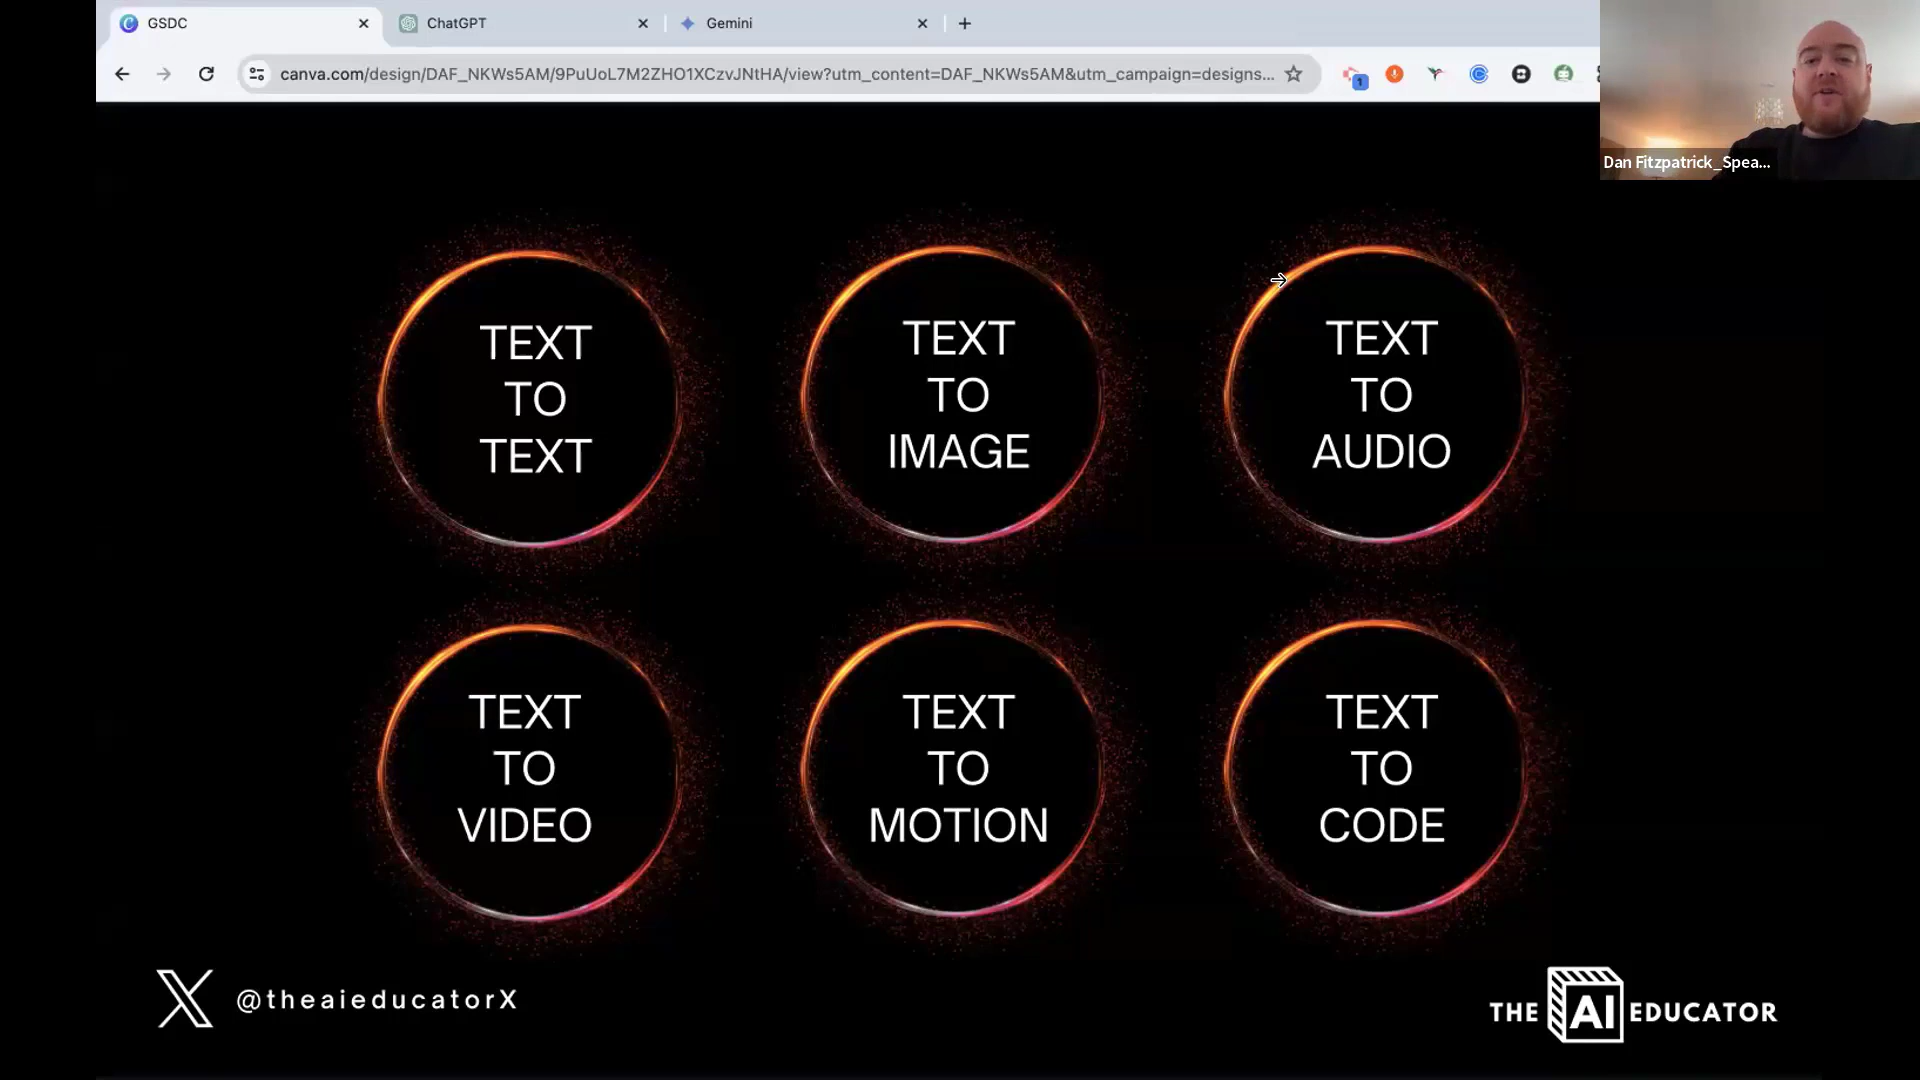 GSDC
ChatGPT
Gemini
canva.com/design/DAF_NKWs5AM/9PuUoL7M2ZHO1XCzvJNtHA/view?utm_content=DAF_NKWs5AM&utm_campaign=designs...
1
Dan Fitzpatrick_Spea...
TEXT
TO
TEXT
TEXT
TO
IMAGE
TEXT
TO
AUDIO
TEXT
TO
VIDEO
TEXT
TO
MOTION
TEXT
TO
CODE
@theaieducatorX
THE AI EDUCATOR